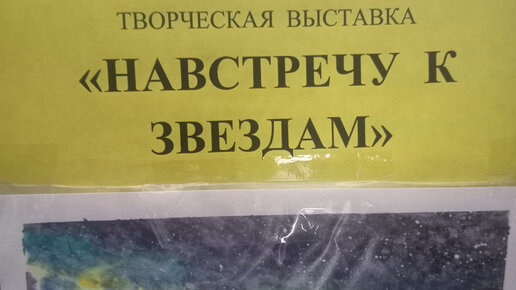 ТВОРЧЕСКАЯ ВЫСТАВКА
«НАВСТРЕЧУ К
ЗВЕЗДАМ»